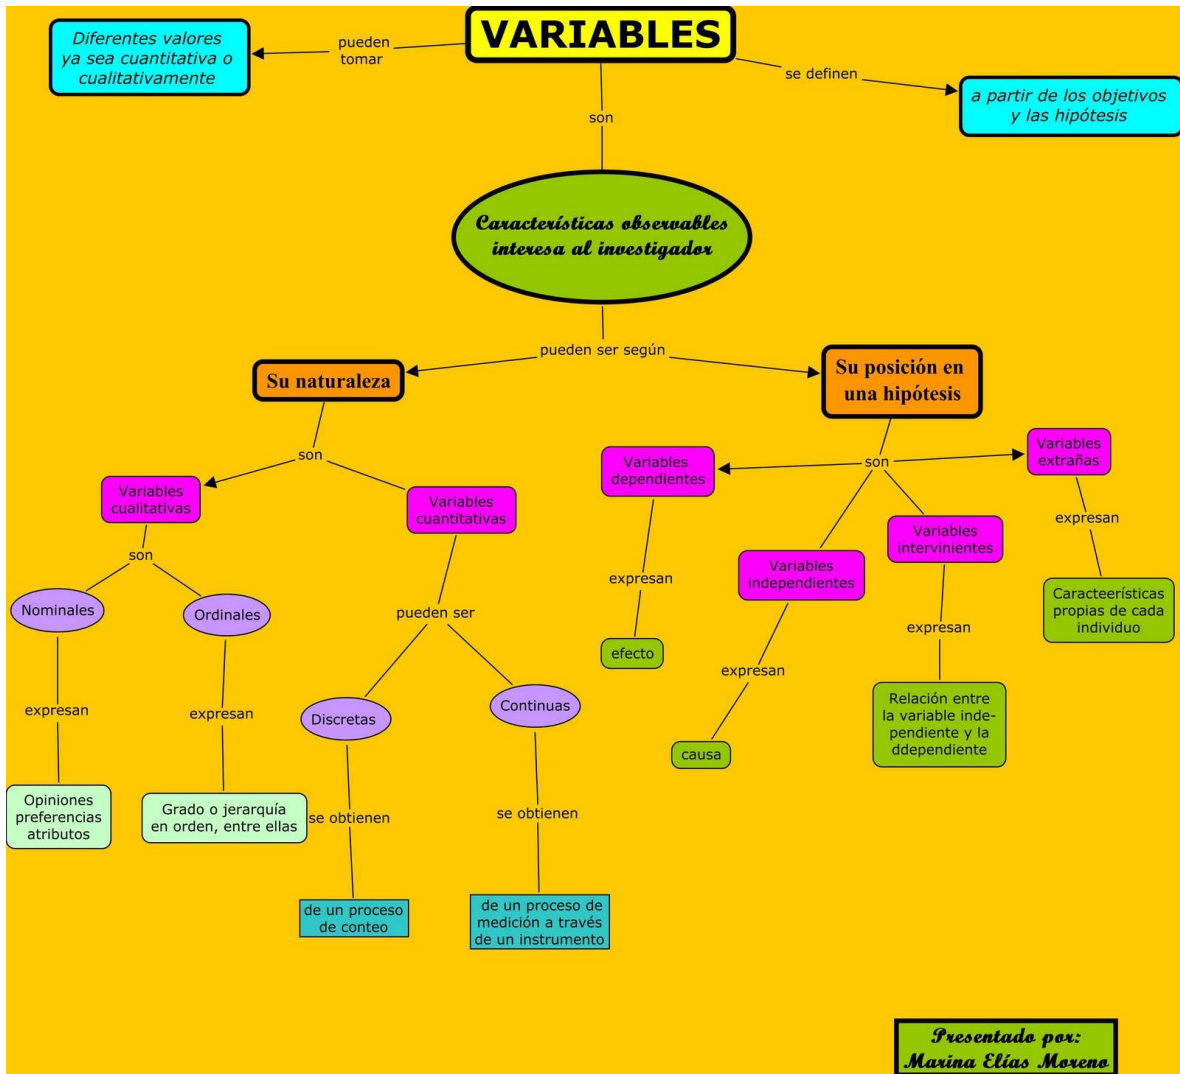 VARIABLES
Diferentes valores
ya sea cuantitativa o
cualitativamente
pueden
tomar
se definen
a partir de los objetivos
y las hipótesis
son
Característísticas observables
interesa al investigador
pueden ser según
Su naturaleza
Su posición en
una hipótesis
son
Variables
cualitativas
Variables
cuantitativas
son
Nominales
Ordinales
expresan
expresan
Opiniones
preferencias
atributos
Grado o jerarquía
en orden, entre ellas
pueden ser
Discretas
Continuas
se obtienen
se obtienen
de un proceso
de conteo
de un proceso de
medición a través
de un instrumento
son
Variables
dependientes
expresan
efecto
Variables
independientes
expresan
causa
Variables
intervinientes
expresan
Relación entre
la variable inde-
pendiente y la
ddependiente
Variables
extrañas
expresan
Caracteerísticas
propias de cada
individuo
Presentado por:
Marina Elías Moreno